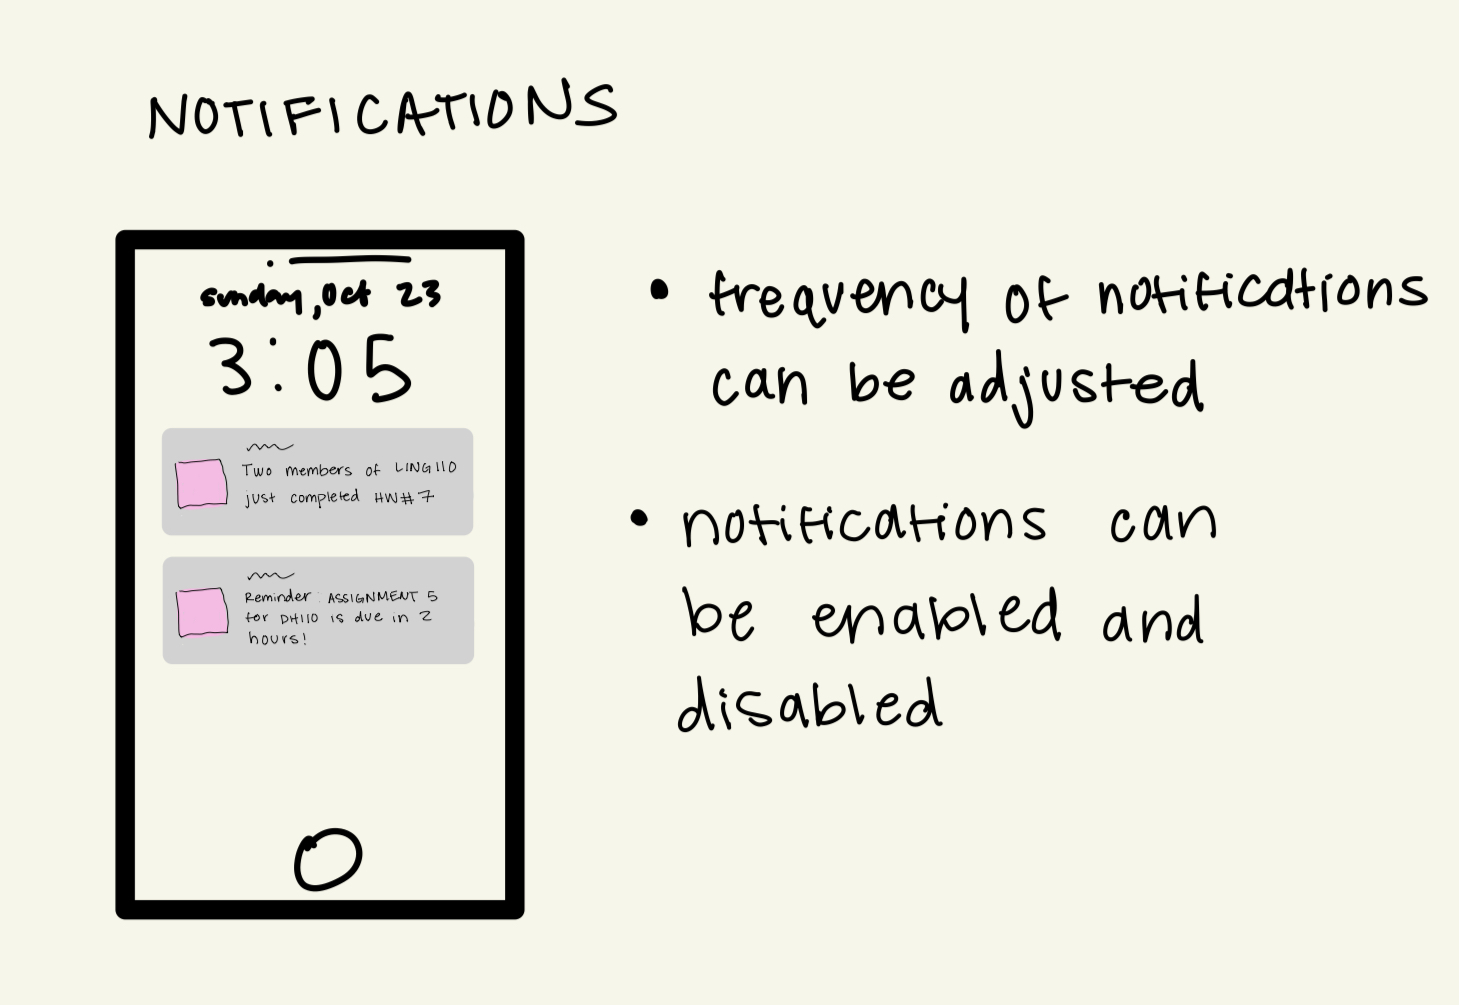 NOTIFICATIONS
sunday, Oct 23
3:05
Two members of LING110
just completed HW#7
Reminder: ASSIGNMENT 5
for DH110 is due in 2
hours!
• frequency of notifications
can be adjusted
• notifications can
be enabled and
disabled